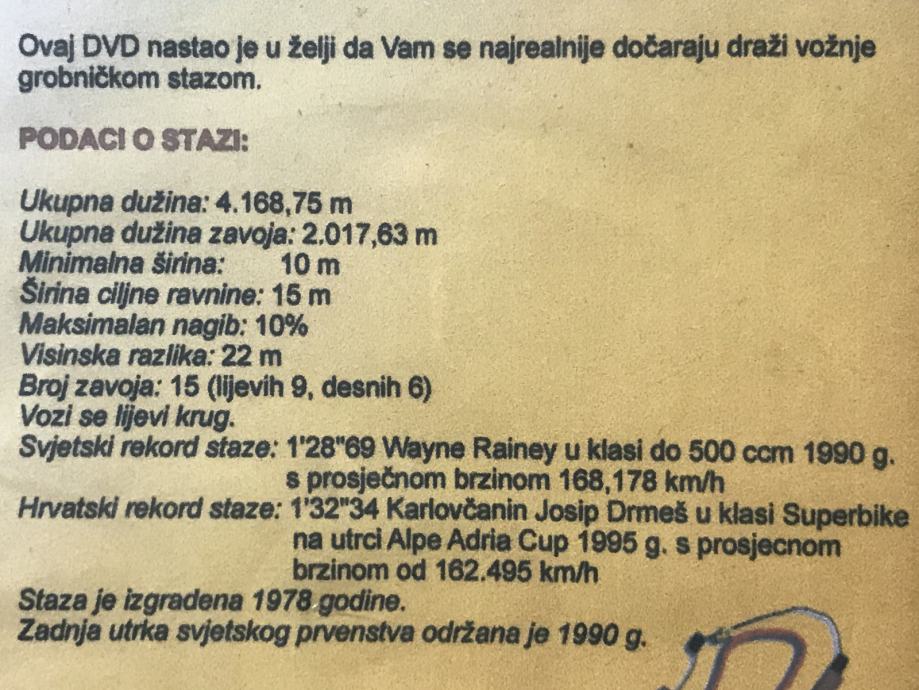 Ovaj DVD nastao je u želji da Vam se najrealnije dočaraju draži vožnje
grobničkom stazom.
PODACI O STAZI:
Ukupna dužina: 4.168,75 m
Ukupna dužina zavoja: 2.017,63 m
Minimalna širina: 10 m
Širina ciljne ravnine: 15 m
Maksimalan nagib: 10%
Visinska razlika: 22 m
Broj zavoja: 15 (lijevih 9, desnih 6)
Vozi se lijevi krug.
Svjetski rekord staze: 1'28"69 Wayne Rainey u klasi do 500 ccm 1990 g.
s prosječnom brzinom 168,178 km/h
Hrvatski rekord staze: 1'32"34 Karlovčanin Josip Drmeš u klasi Superbike
na utrci Alpe Adria Cup 1995 g. s prosjecnom
brzinom od 162.495 km/h
Staza je izgradena 1978 godine.
Zadnja utrka svjetskog prvenstva održana je 1990 g.